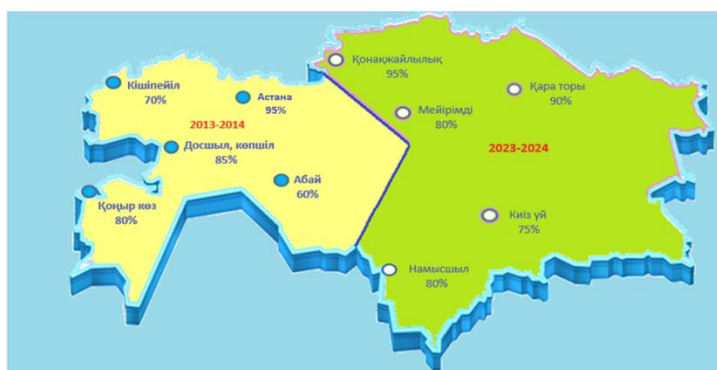 Кішіпейіл
70%
Астана
95%
2013-2014
Досшыл, көпшіл
85%
Абай
60%
Қоңыр көз
80%
Қонақжайлылық
95%
Қара торы
90%
Мейірімді
80%
2023-2024
Киіз үй
75%
Намысшыл
80%